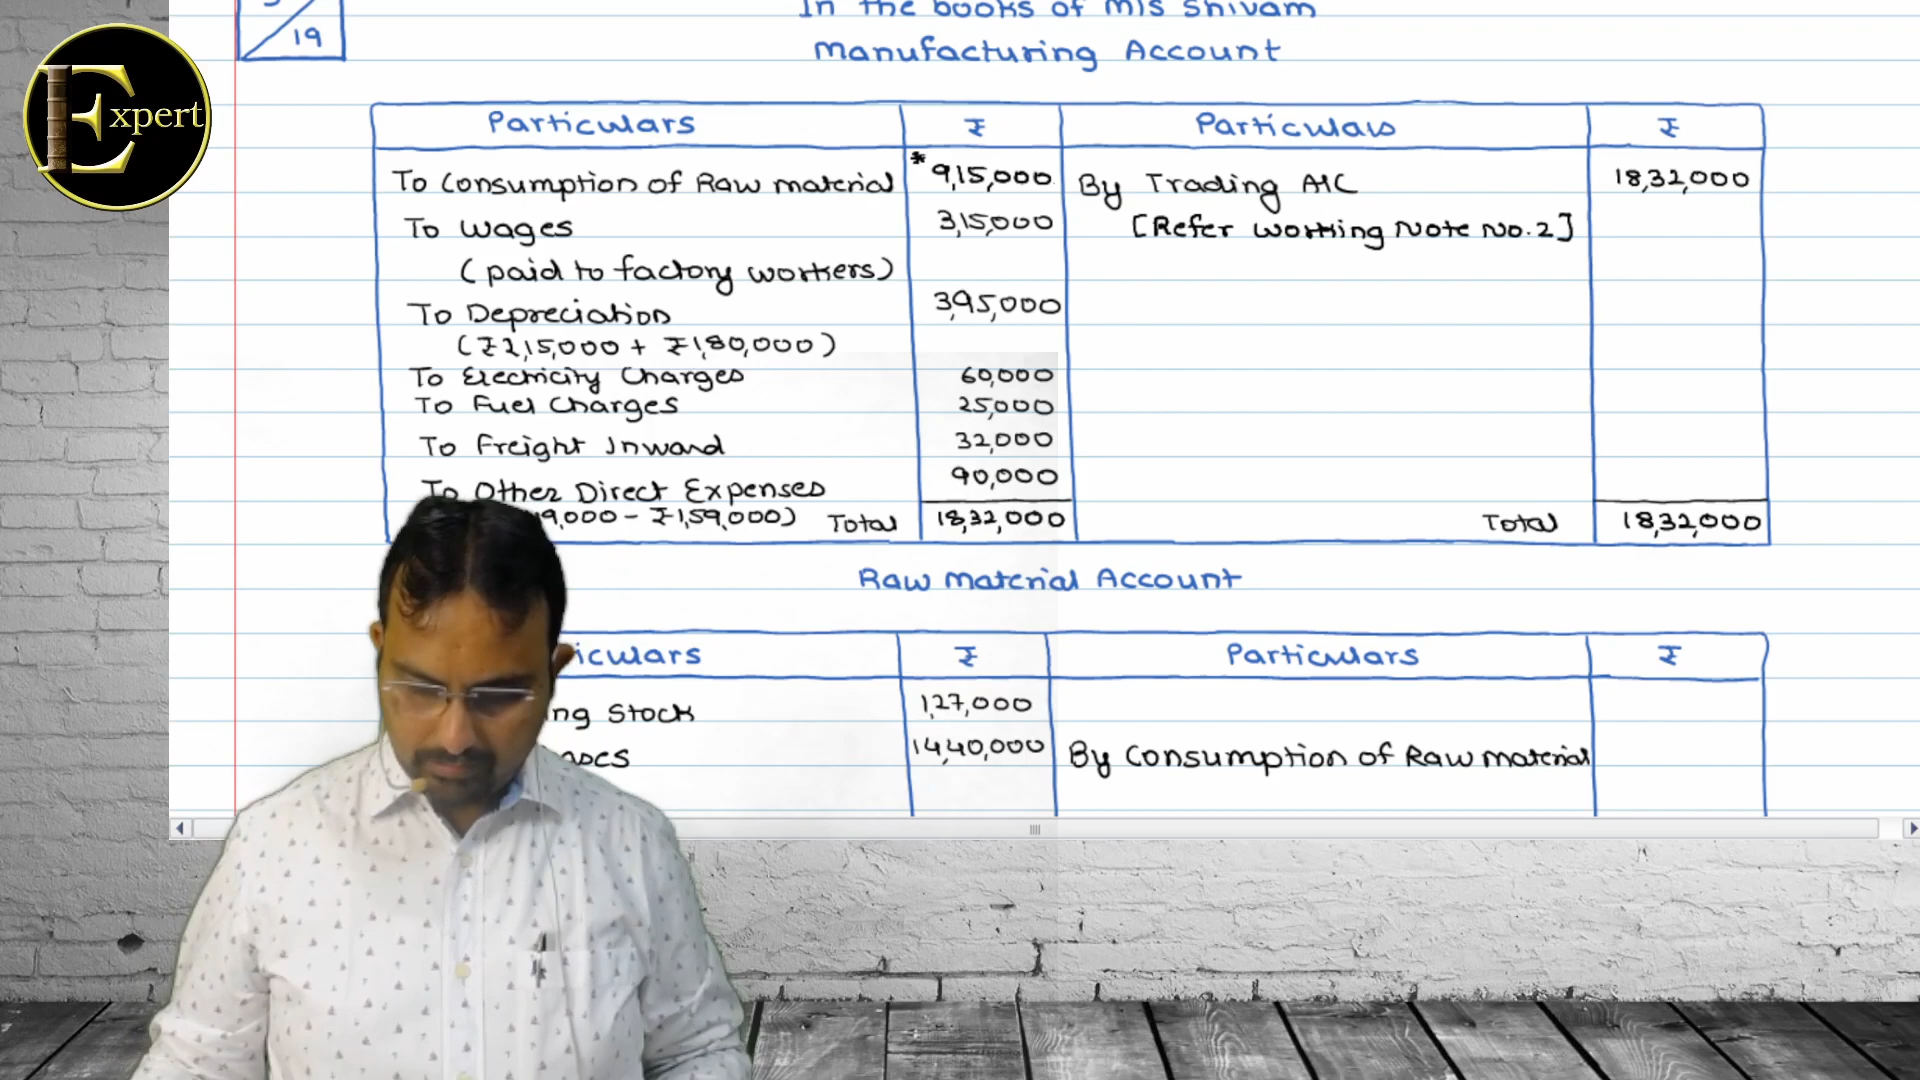 19
Expert
In the books of M/s Shivam
Manufacturing Account
Particulars ₹ Particulars ₹
To Consumption of Raw material *9,15,000 By Trading A/C 18,32,000
To Wages 3,15,000 [Refer Working Note No.2]
(paid to factory workers)
To Depreciation 3,95,000
(₹2,15,000 + ₹1,80,000)
To Electricity Charges 60,000
To Fuel Charges 25,000
To Freight Inward 32,000
To Other Direct Expenses 90,000
9,000 - ₹1,59,000) Total 18,32,000 Total 18,32,000
Raw Material Account
iculars ₹ Particulars ₹
ng Stock 1,27,000
14,40,000 By Consumption of Raw material